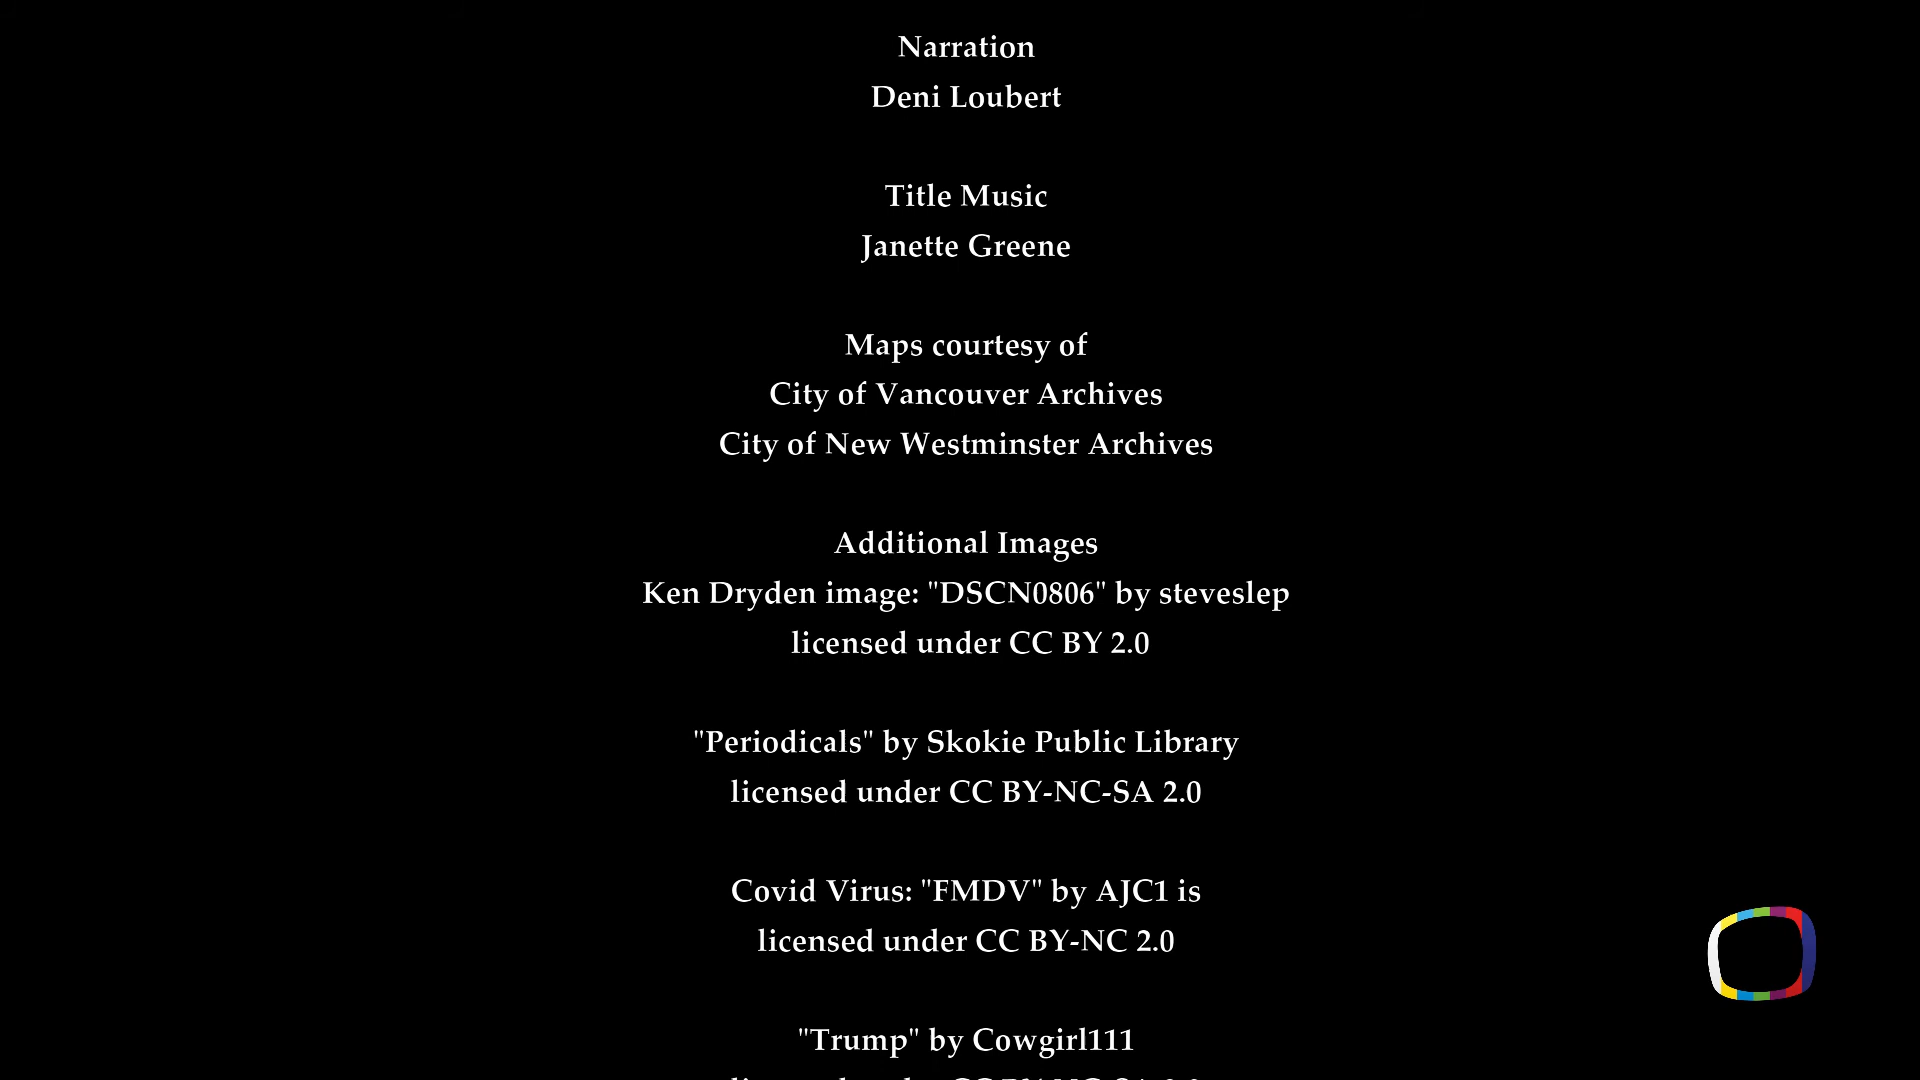 Narration
Deni Loubert
Title Music
Janette Greene
Maps courtesy of
City of Vancouver Archives
City of New Westminster Archives
Additional Images
Ken Dryden image: "DSCN0806" by steveslep
licensed under CC BY 2.0
"Periodicals" by Skokie Public Library
licensed under CC BY-NC-SA 2.0
Covid Virus: "FMDV" by AJC1 is
licensed under CC BY-NC 2.0
"Trump" by Cowgirl111